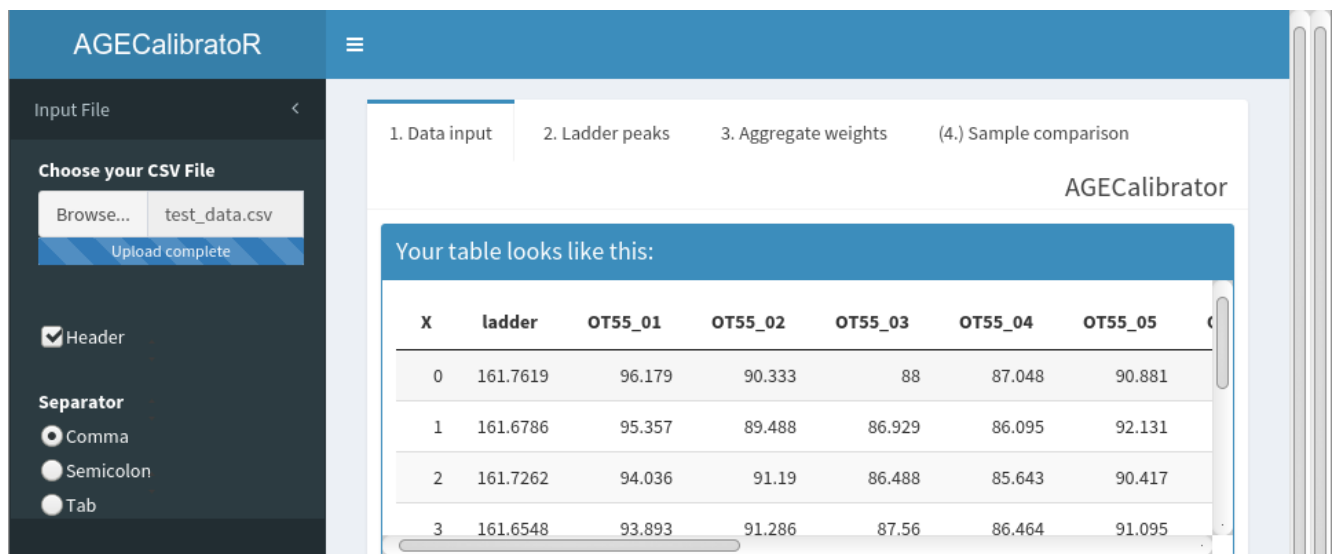 AGECalibratoR
Input File
Choose your CSV File
Browse... test_data.csv
Upload complete
Header
Separator
Comma
Semicolon
Tab
1. Data input 2. Ladder peaks 3. Aggregate weights (4.) Sample comparison
AGECalibrator
Your table looks like this:
X ladder OT55_01 OT55_02 OT55_03 OT55_04 OT55_05
0 161.7619 96.179 90.333 88 87.048 90.881
1 161.6786 95.357 89.488 86.929 86.095 92.131
2 161.7262 94.036 91.19 86.488 85.643 90.417
3 161.6548 93.893 91.286 87.56 86.464 91.095